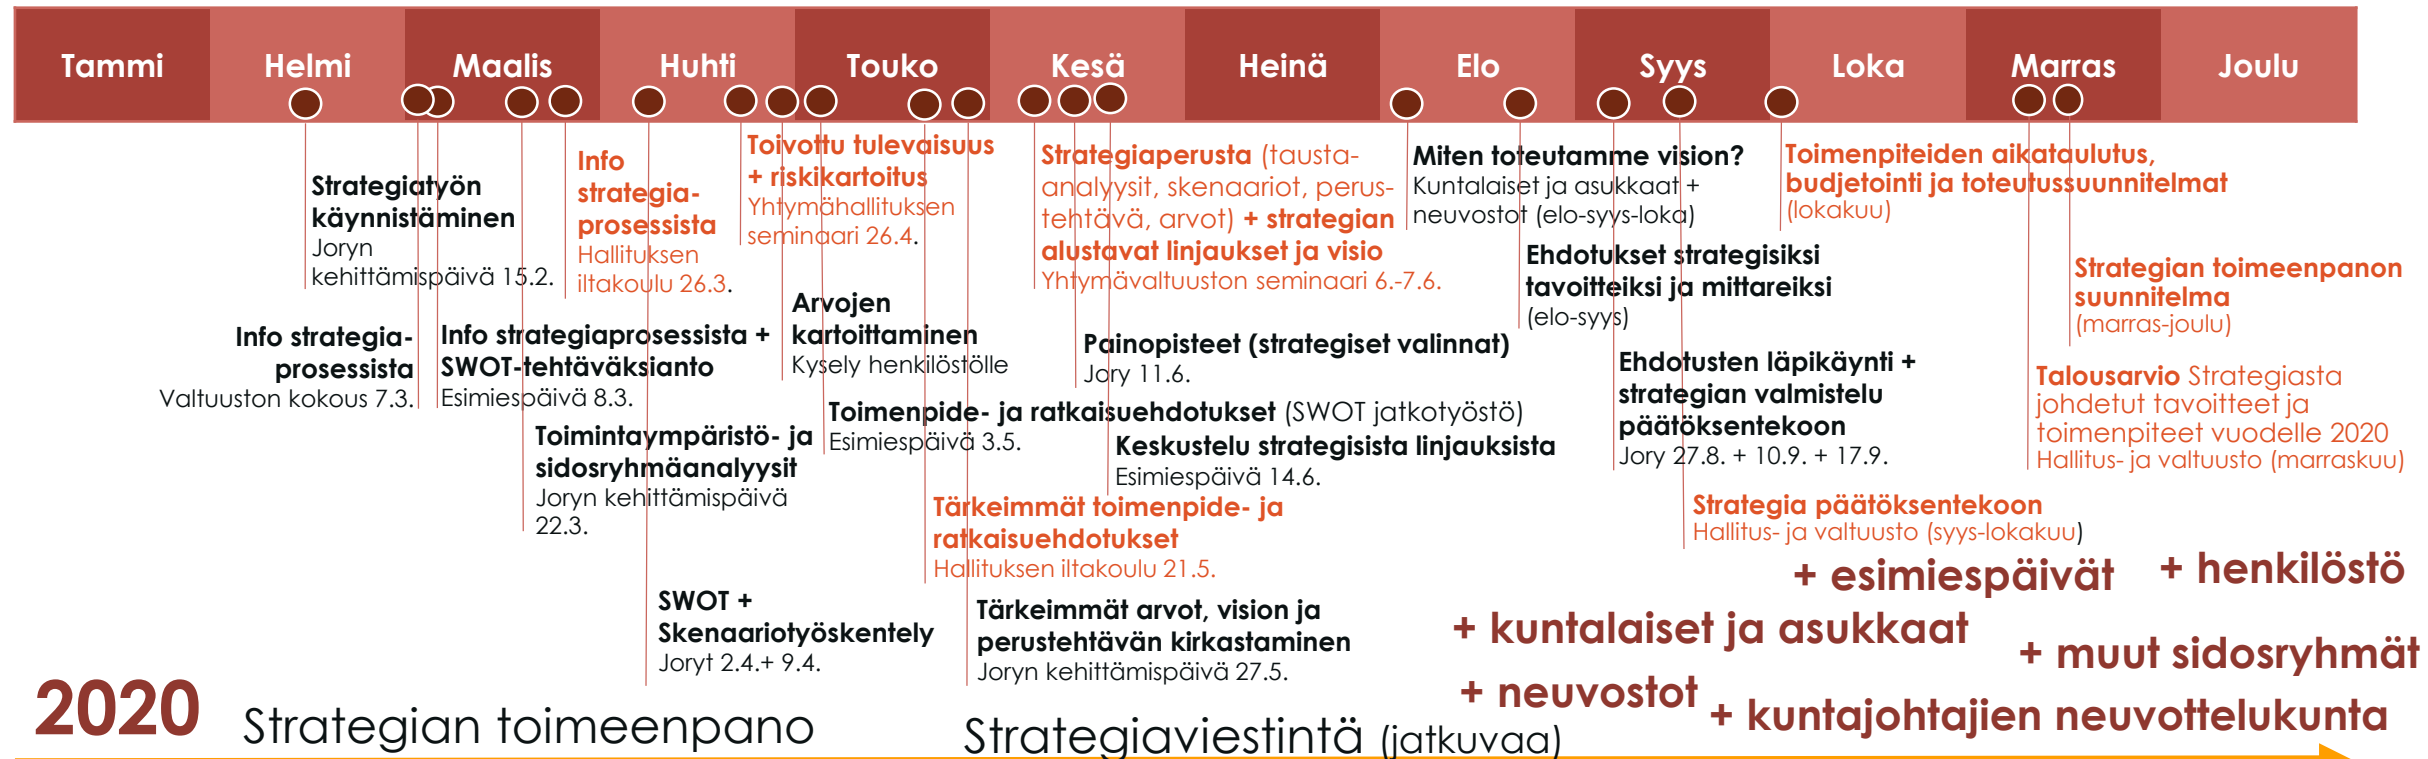 Tammi
Helmi
Maalis
Huhti
Touko
Kesä
Heinä
Elo
Syys
Loka
Marras
Joulu
Strategiatyön
käynnistäminen
Joryn
kehittämispäivä 15.2.
Info strategia-
prosessista
Valtuuston kokous 7.3.
Info strategiaprosessista +
SWOT-tehtäväksianto
Esimiespäivä 8.3.
Toimintaympäristö- ja
sidosryhmäanalyysit
Joryn kehittämispäivä
22.3.
Info
strategia-
prosessista
Hallituksen
iltakoulu 26.3.
SWOT +
Skenaariotyöskentely
Joryt 2.4.+ 9.4.
Toivottu tulevaisuus
+ riskikartoitus
Yhtymähallituksen
seminaari 26.4.
Arvojen
kartoittaminen
Kysely henkilöstölle
Toimenpide- ja ratkaisuehdotukset (SWOT jatkotyöstö)
Esimiespäivä 3.5.
Tärkeimmät toimenpide- ja
ratkaisuehdotukset
Hallituksen iltakoulu 21.5.
Tärkeimmät arvot, vision ja
perustehtävän kirkastaminen
Joryn kehittämispäivä 27.5.
Strategiaperusta (tausta-
analyysit, skenaariot, perus-
tehtävä, arvot) + strategian
alustavat linjaukset ja visio
Yhtymävaltuuston seminaari 6.-7.6.
Painopisteet (strategiset valinnat)
Jory 11.6.
Keskustelu strategisista linjauksista
Esimiespäivä 14.6.
Miten toteutamme vision?
Kuntalaiset ja asukkaat +
neuvostot (elo-syys-loka)
Ehdotukset strategisiksi
tavoitteiksi ja mittareiksi
(elo-syys)
Ehdotusten läpikäynti +
strategian valmistelu
päätöksentekoon
Jory 27.8. + 10.9. + 17.9.
Strategia päätöksentekoon
Hallitus- ja valtuusto (syys-lokakuu)
Toimenpiteiden aikataulutus,
budjetointi ja toteutussuunnitelmat
(lokakuu)
Strategian toimeenpanon
suunnitelma
(marras-joulu)
Talousarvio Strategiasta
johdetut tavoitteet ja
toimenpiteet vuodelle 2020
Hallitus- ja valtuusto (marraskuu)
+ esimiespäivät
+ henkilöstö
+ kuntalaiset ja asukkaat
+ muut sidosryhmät
+ neuvostot
+ kuntajohtajien neuvottelukunta
2020
Strategian toimeenpano
Strategiaviestintä (jatkuvaa)